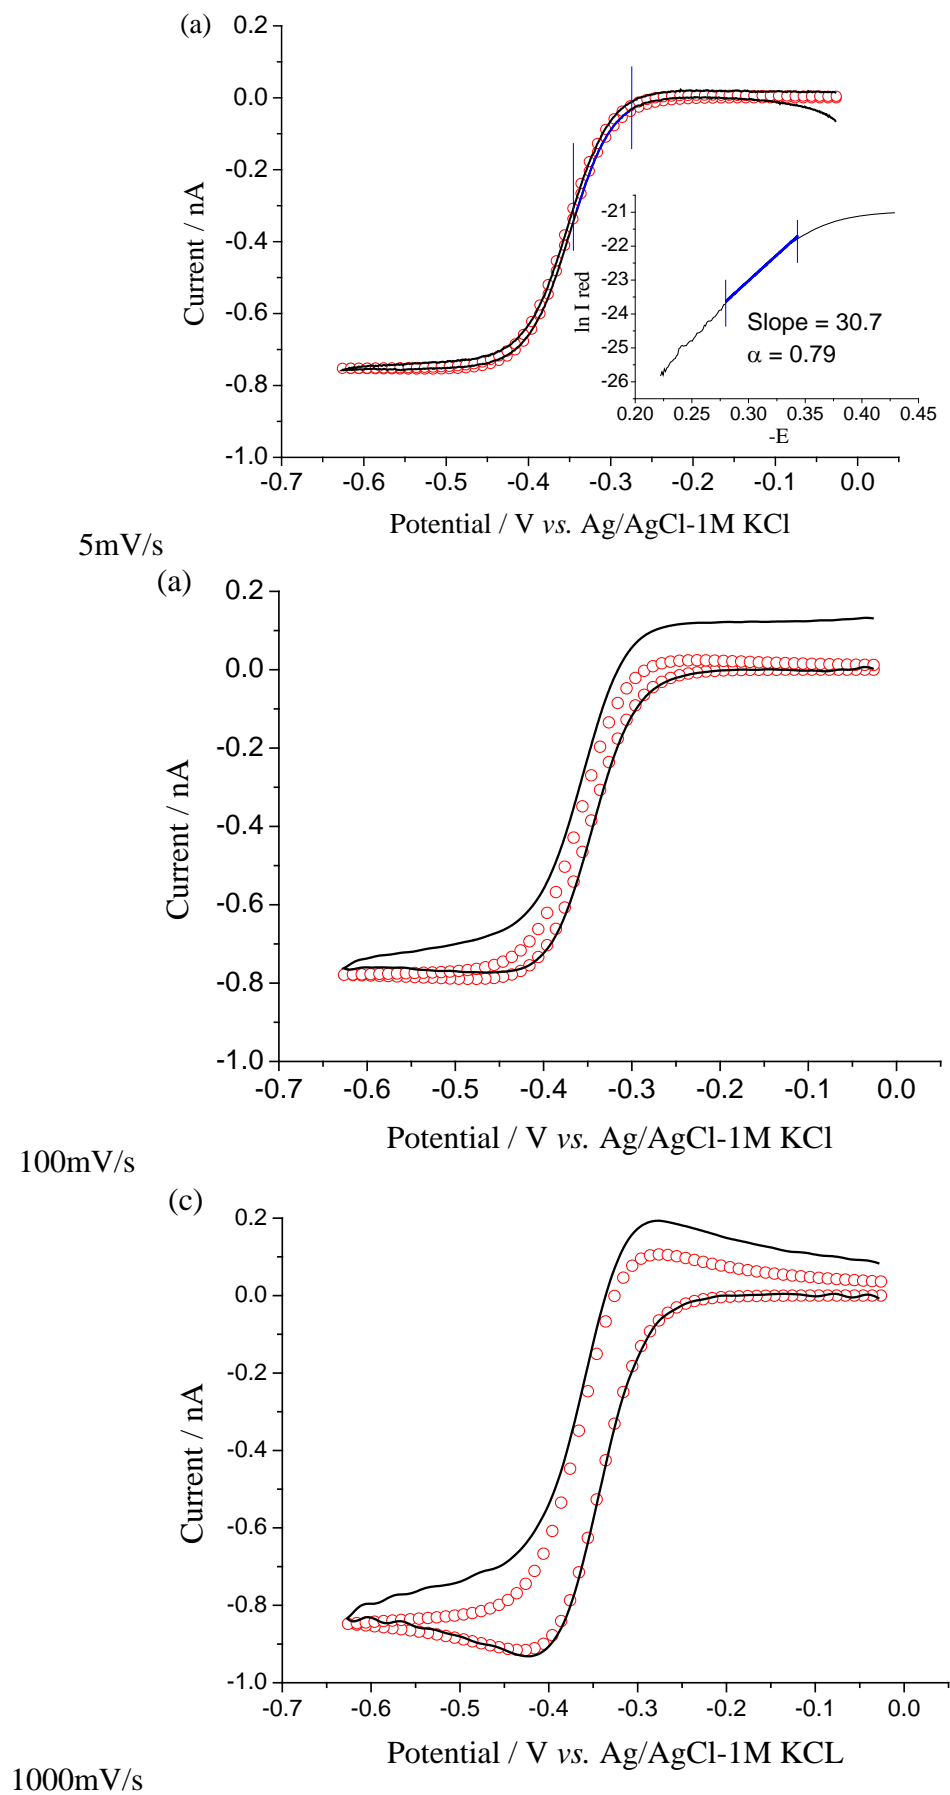 (a)
0.2
0.0
-0.2
-0.4
-0.6
-0.8
-1.0
Current / nA
-21
-22
-23
-24
-25
-26
ln I red
Slope = 30.7
α = 0.79
0.20 0.25 0.30 0.35 0.40 0.45
-E
-0.7 -0.6 -0.5 -0.4 -0.3 -0.2 -0.1 0.0
Potential / V vs. Ag/AgCl-1M KCl
5mV/s
(a)
0.2
0.0
-0.2
-0.4
-0.6
-0.8
-1.0
Current / nA
-0.7 -0.6 -0.5 -0.4 -0.3 -0.2 -0.1 0.0
Potential / V vs. Ag/AgCl-1M KCl
100mV/s
(c)
0.2
0.0
-0.2
-0.4
-0.6
-0.8
-1.0
Current / nA
-0.7 -0.6 -0.5 -0.4 -0.3 -0.2 -0.1 0.0
Potential / V vs. Ag/AgCl-1M KCL
1000mV/s